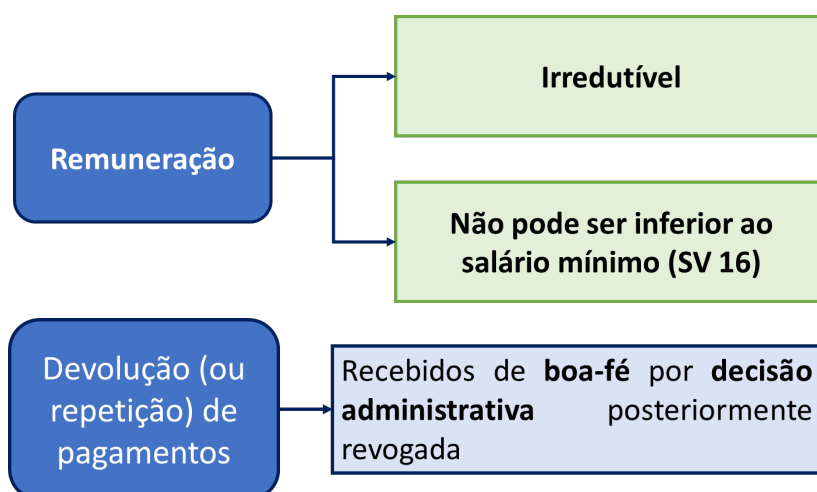 Remuneração
Irredutível
Não pode ser inferior ao
salário mínimo (SV 16)
Devolução (ou
repetição) de
pagamentos
Recebidos de boa-fé por decisão
administrativa posteriormente
revogada